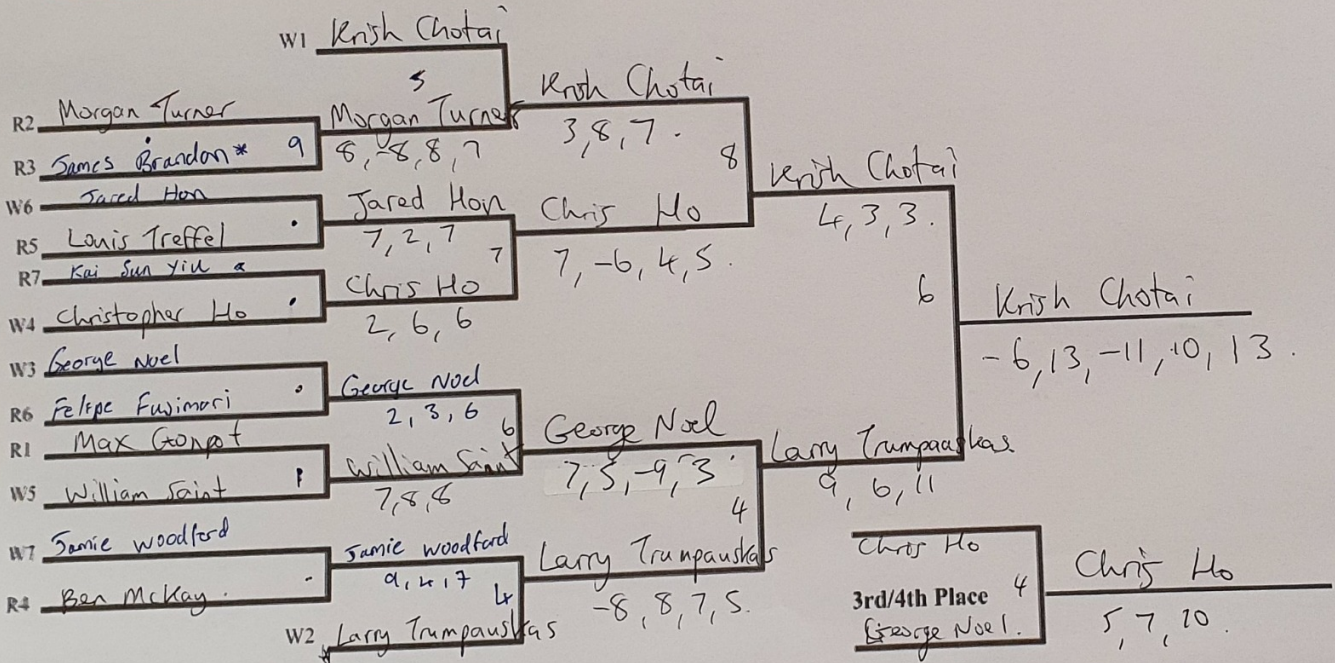 W1 Krish Chotai
5
Krish Chotai
R2 Morgan Turner
Morgan Turner
3, 8, 7.
R3 James Brandon*
9
8, -8, 8, 7
8
Krish Chotai
W6 Jared Hon
Jared Hon
Chris Ho
4, 3, 3.
R5 Louis Treffel
7, 2, 7
7
7, -6, 4, 5.
R7 Kai Sun Yiu
Chris Ho
6
Krish Chotai
W4 Christopher Ho
2, 6, 6
-6, 13, -11, 10, 13.
W3 George Noel
George Noel
R6 Felipe Fujimori
2, 3, 6
6
George Noel
R1 Max
William Saint
Larry Trumpauskas
W5 William Saint
7, 8, 8
7, 5, -9, 3
9, 6, 11
4
W7 Jamie Woodford
Jamie Woodford
Larry Trumpauskas
Chris Ho
Chris Ho
R4 Ben McKay.
9, 4, 7
4
-8, 8, 7, 5.
3rd/4th Place
4
5, 7, 10.
W2 Larry Trumpauskas
George Noel.